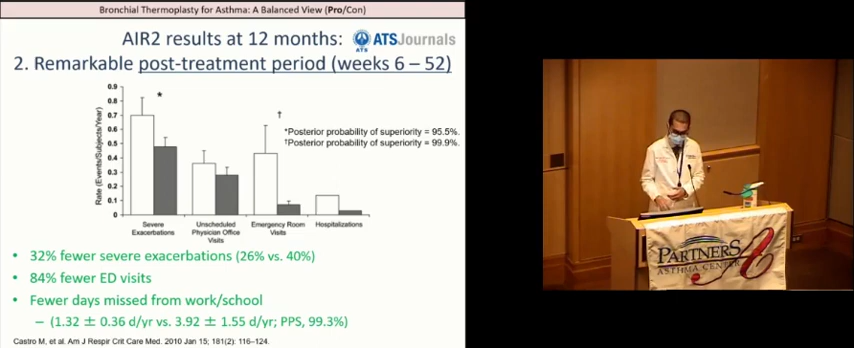 Bronchial Thermoplasty for Asthma: A Balanced View (Pro/Con)
AIR2 results at 12 months: ATS ATSJournals
2. Remarkable post-treatment period (weeks 6 – 52)
Rate (Events/Subjects/Year)
0.9
0.8
0.7
0.6
0.5
0.4
0.3
0.2
0.1
0
*
†
*Posterior probability of superiority = 95.5%.
†Posterior probability of superiority = 99.9%.
Severe
Exacerbations
Unscheduled
Physician Office
Visits
Emergency Room
Visits
Hospitalizations
• 32% fewer severe exacerbations (26% vs. 40%)
• 84% fewer ED visits
• Fewer days missed from work/school
– (1.32 ± 0.36 d/yr vs. 3.92 ± 1.55 d/yr; PPS, 99.3%)
Castro M, et al. Am J Respir Crit Care Med. 2010 Jan 15; 181(2): 116–124.
PARTNERS
ASTHMA CENTER